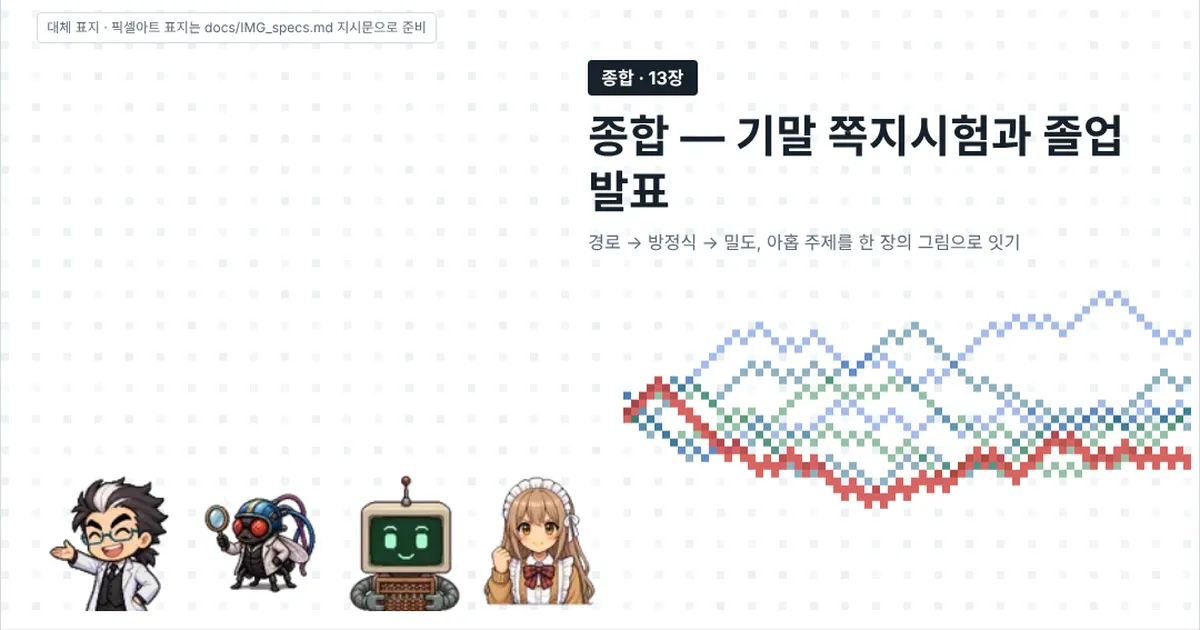 대체 표지 · 픽셀아트 표지는 docs/IMG_specs.md 지시문으로 준비
종합 · 13장
종합 — 기말 쪽지시험과 졸업
발표
경로 → 방정식 → 밀도, 아홉 주제를 한 장의 그림으로 잇기